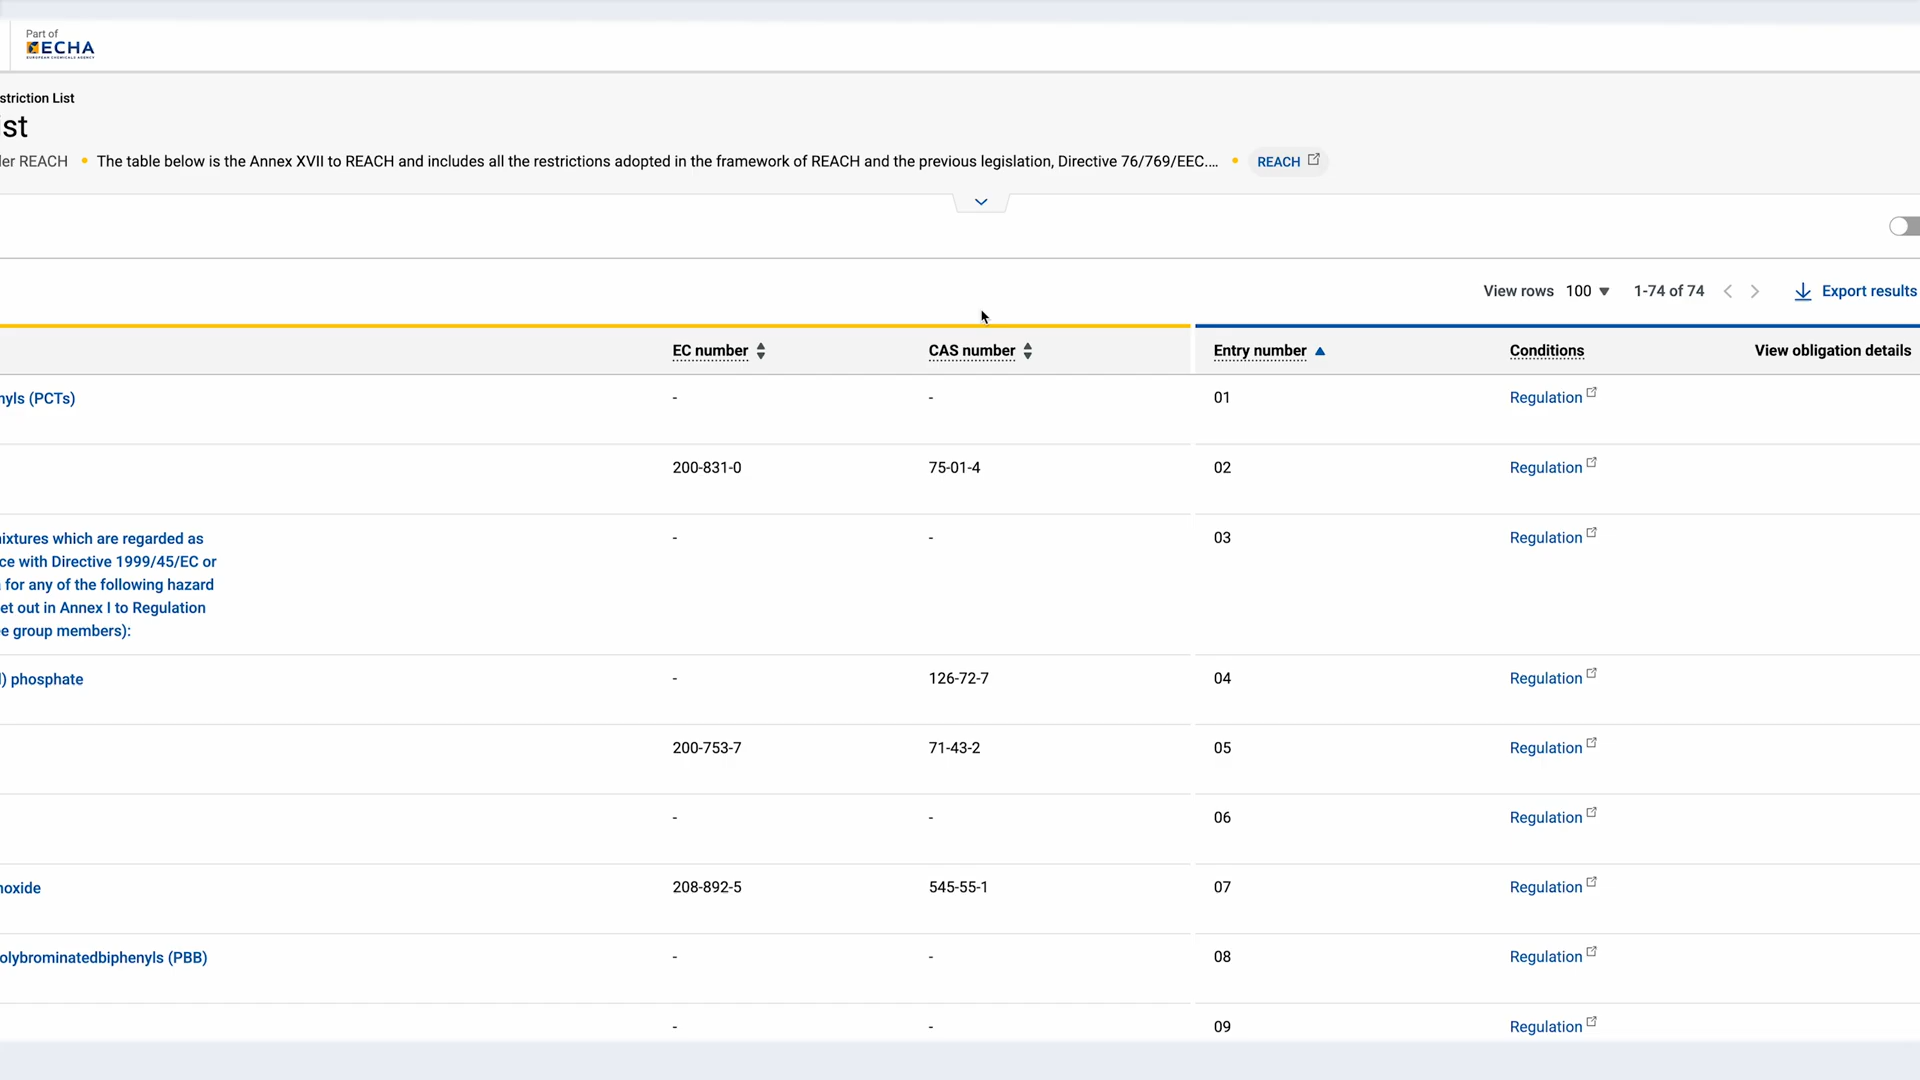 Part of
ECHA
EUROPEAN CHEMICALS AGENCY
striction List
ist
ler REACH • The table below is the Annex XVII to REACH and includes all the restrictions adopted in the framework of REACH and the previous legislation, Directive 76/769/EEC.... • REACH
View rows 100 1-74 of 74 Export results
EC number CAS number Entry number Conditions View obligation details
nyls (PCTs) - - 01 Regulation
200-831-0 75-01-4 02 Regulation
ixtures which are regarded as - - 03 Regulation
ce with Directive 1999/45/EC or
for any of the following hazard
et out in Annex I to Regulation
e group members):
) phosphate - 126-72-7 04 Regulation
200-753-7 71-43-2 05 Regulation
- - 06 Regulation
noxide 208-892-5 545-55-1 07 Regulation
olybrominatedbiphenyls (PBB) - - 08 Regulation
- - 09 Regulation